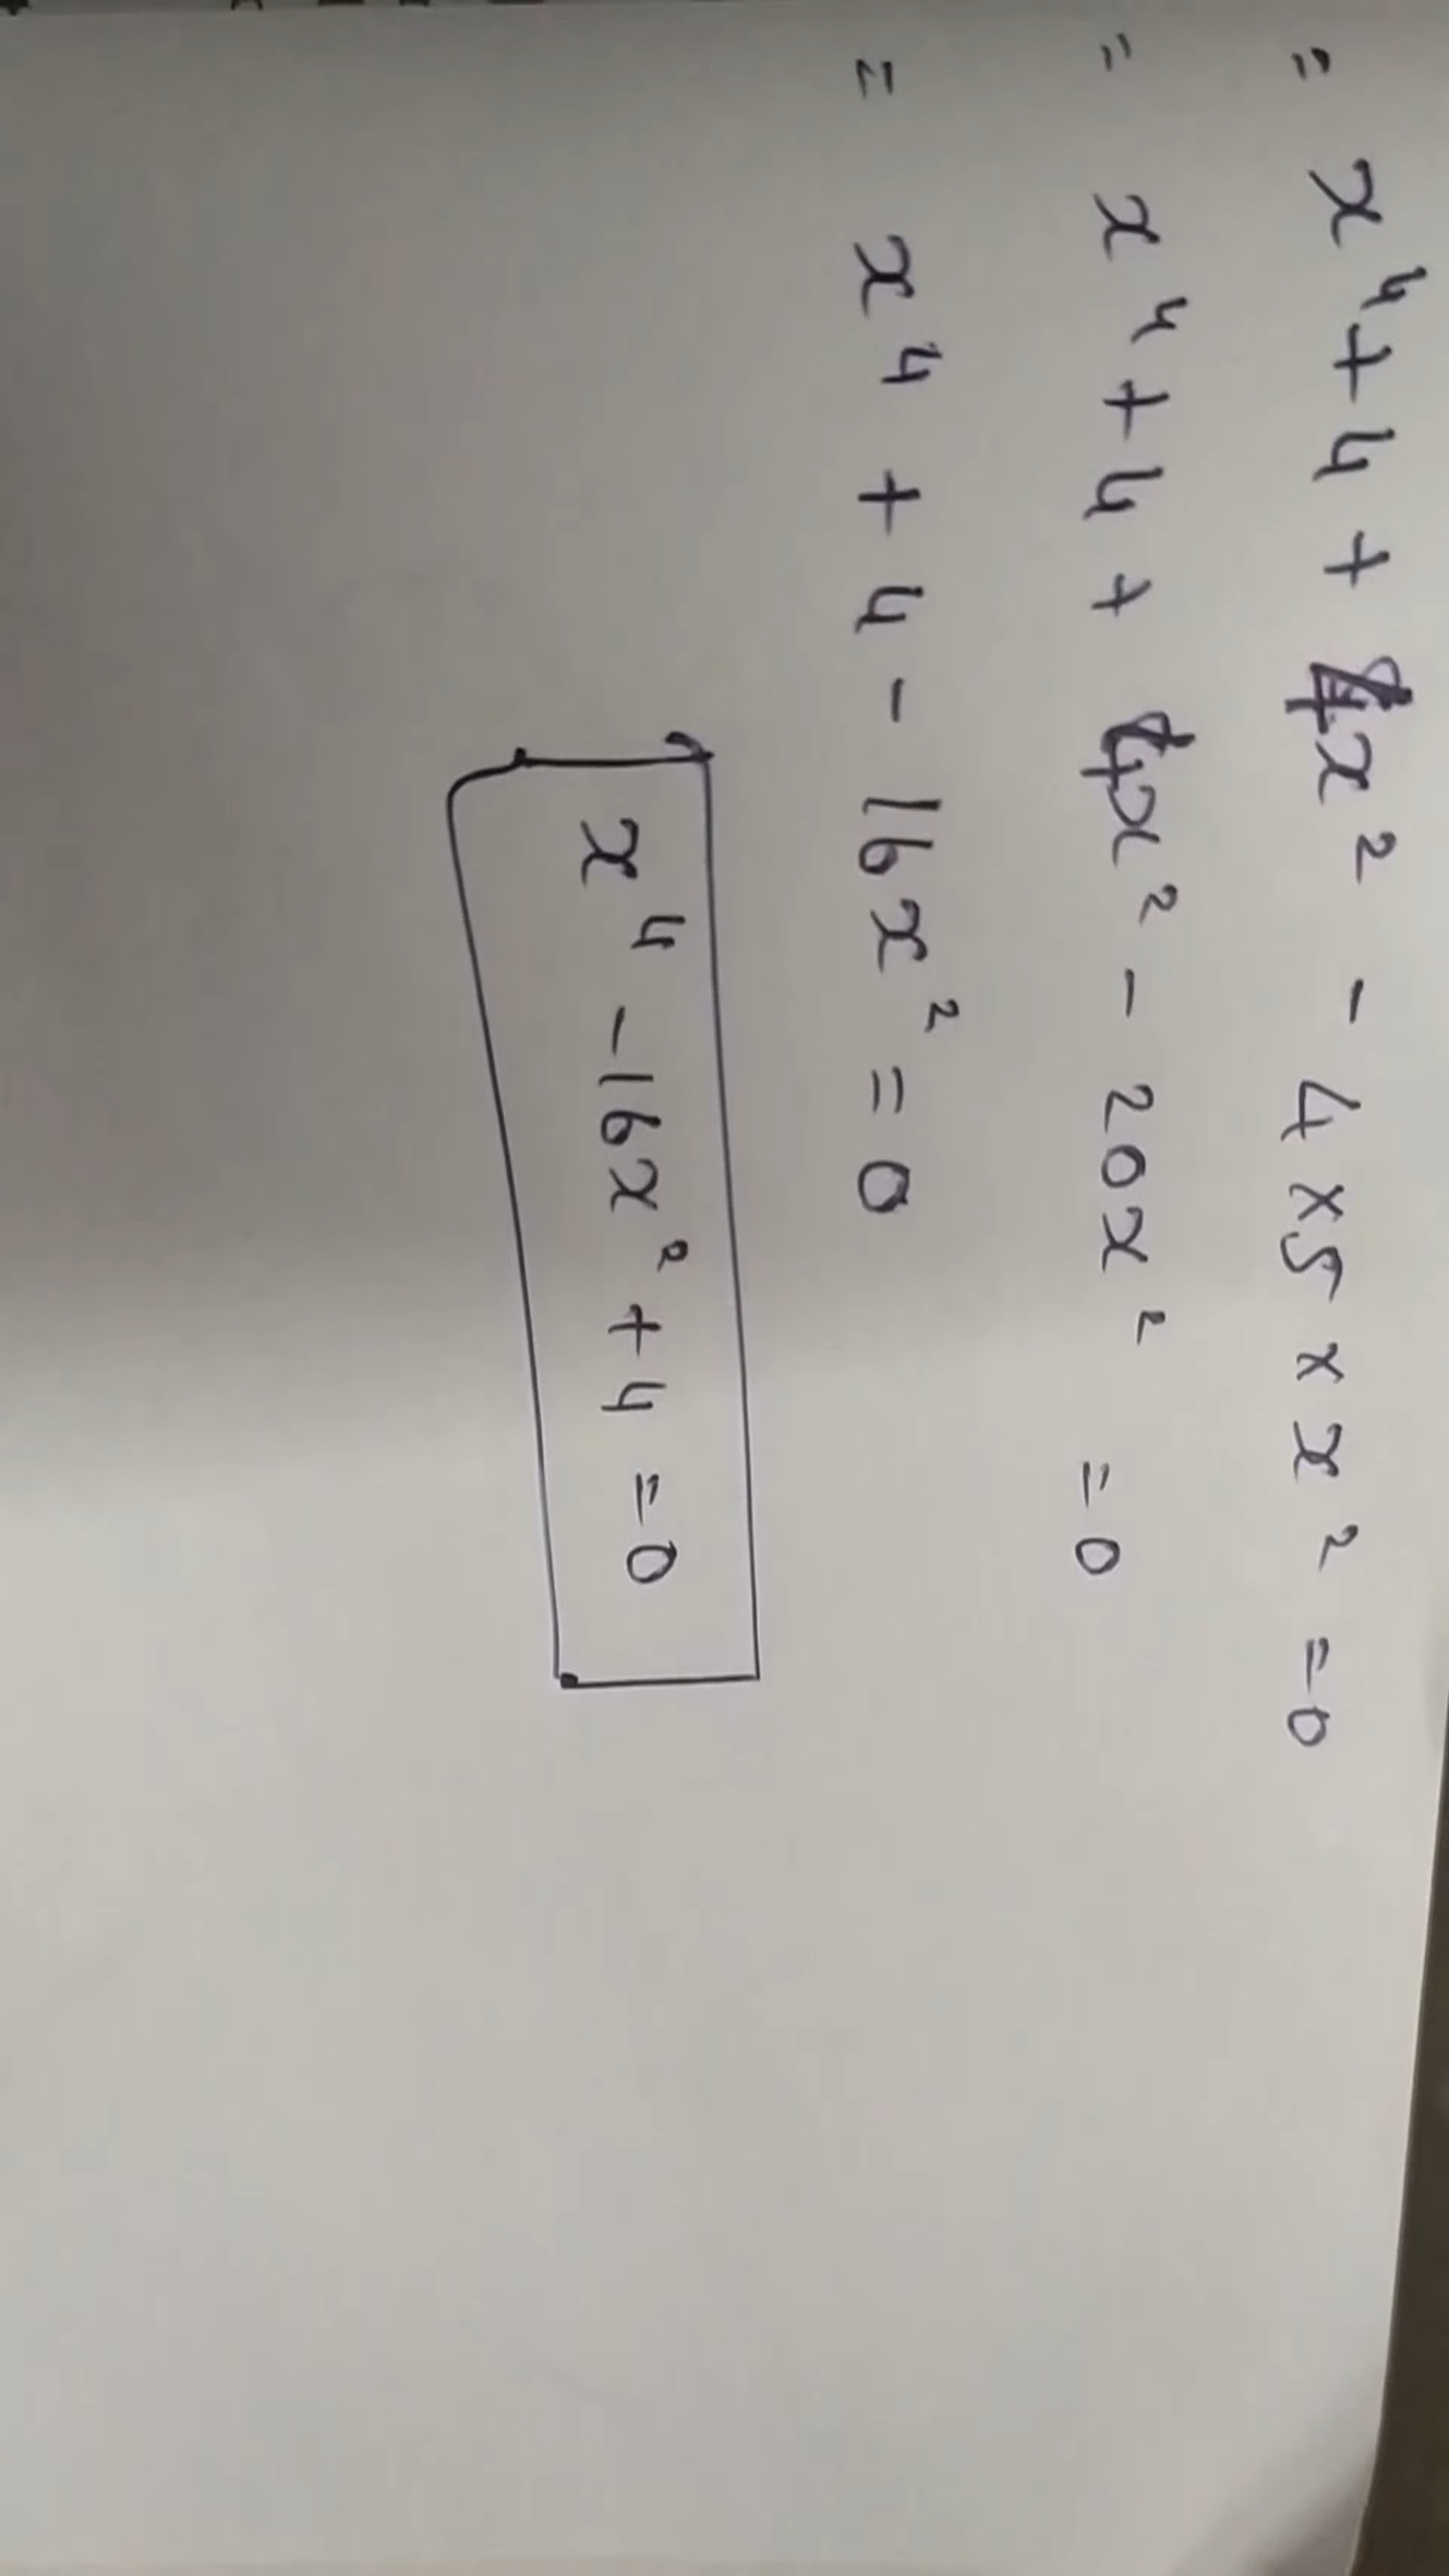 = x⁴ + 4 + 4x² - 4 × 5 × x² = 0
= x⁴ + 4 + 4x² - 20x² = 0
= x⁴ + 4 - 16x² = 0
x⁴ - 16x² + 4 = 0